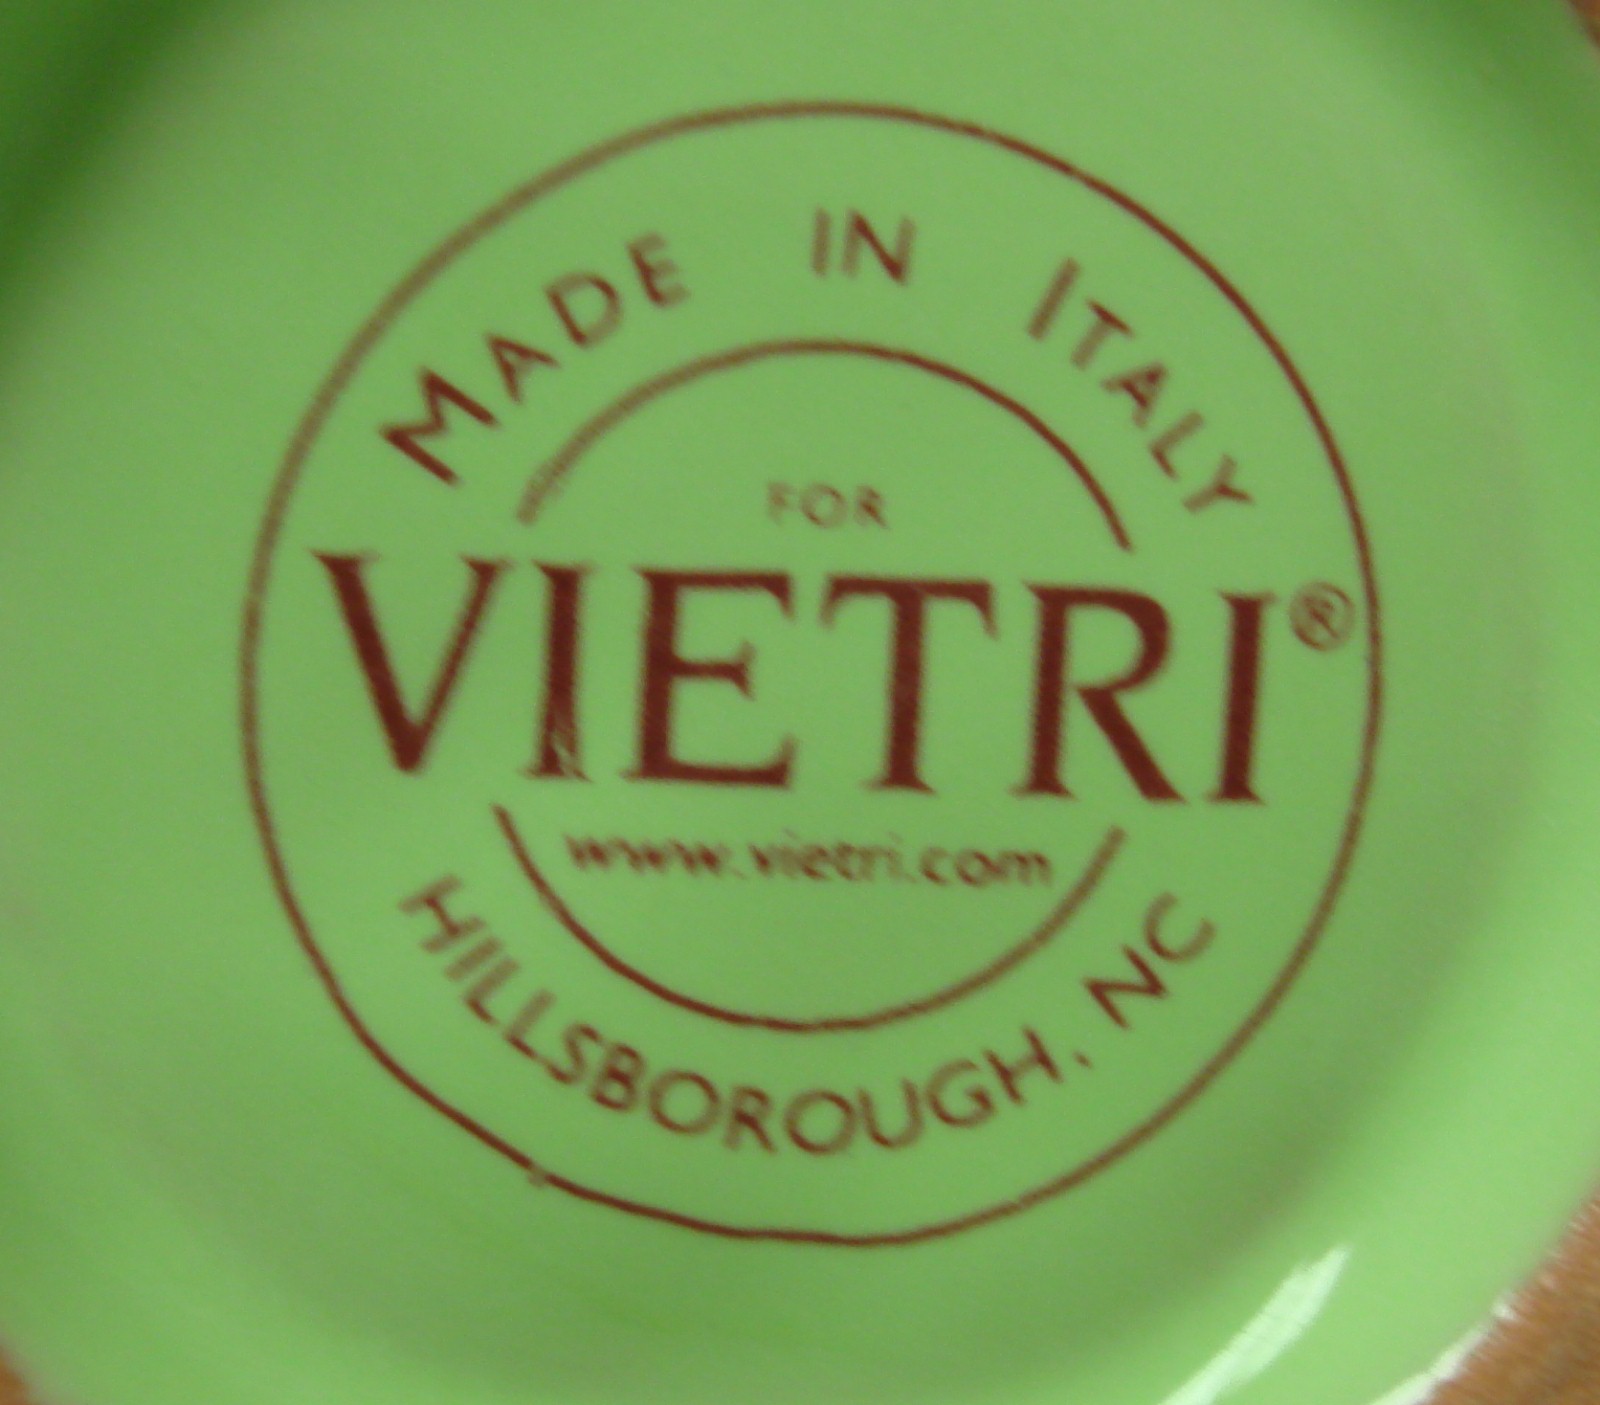 MADE IN ITALY
FOR
VIETRI®
www.vietri.com
HILLSBOROUGH, NC